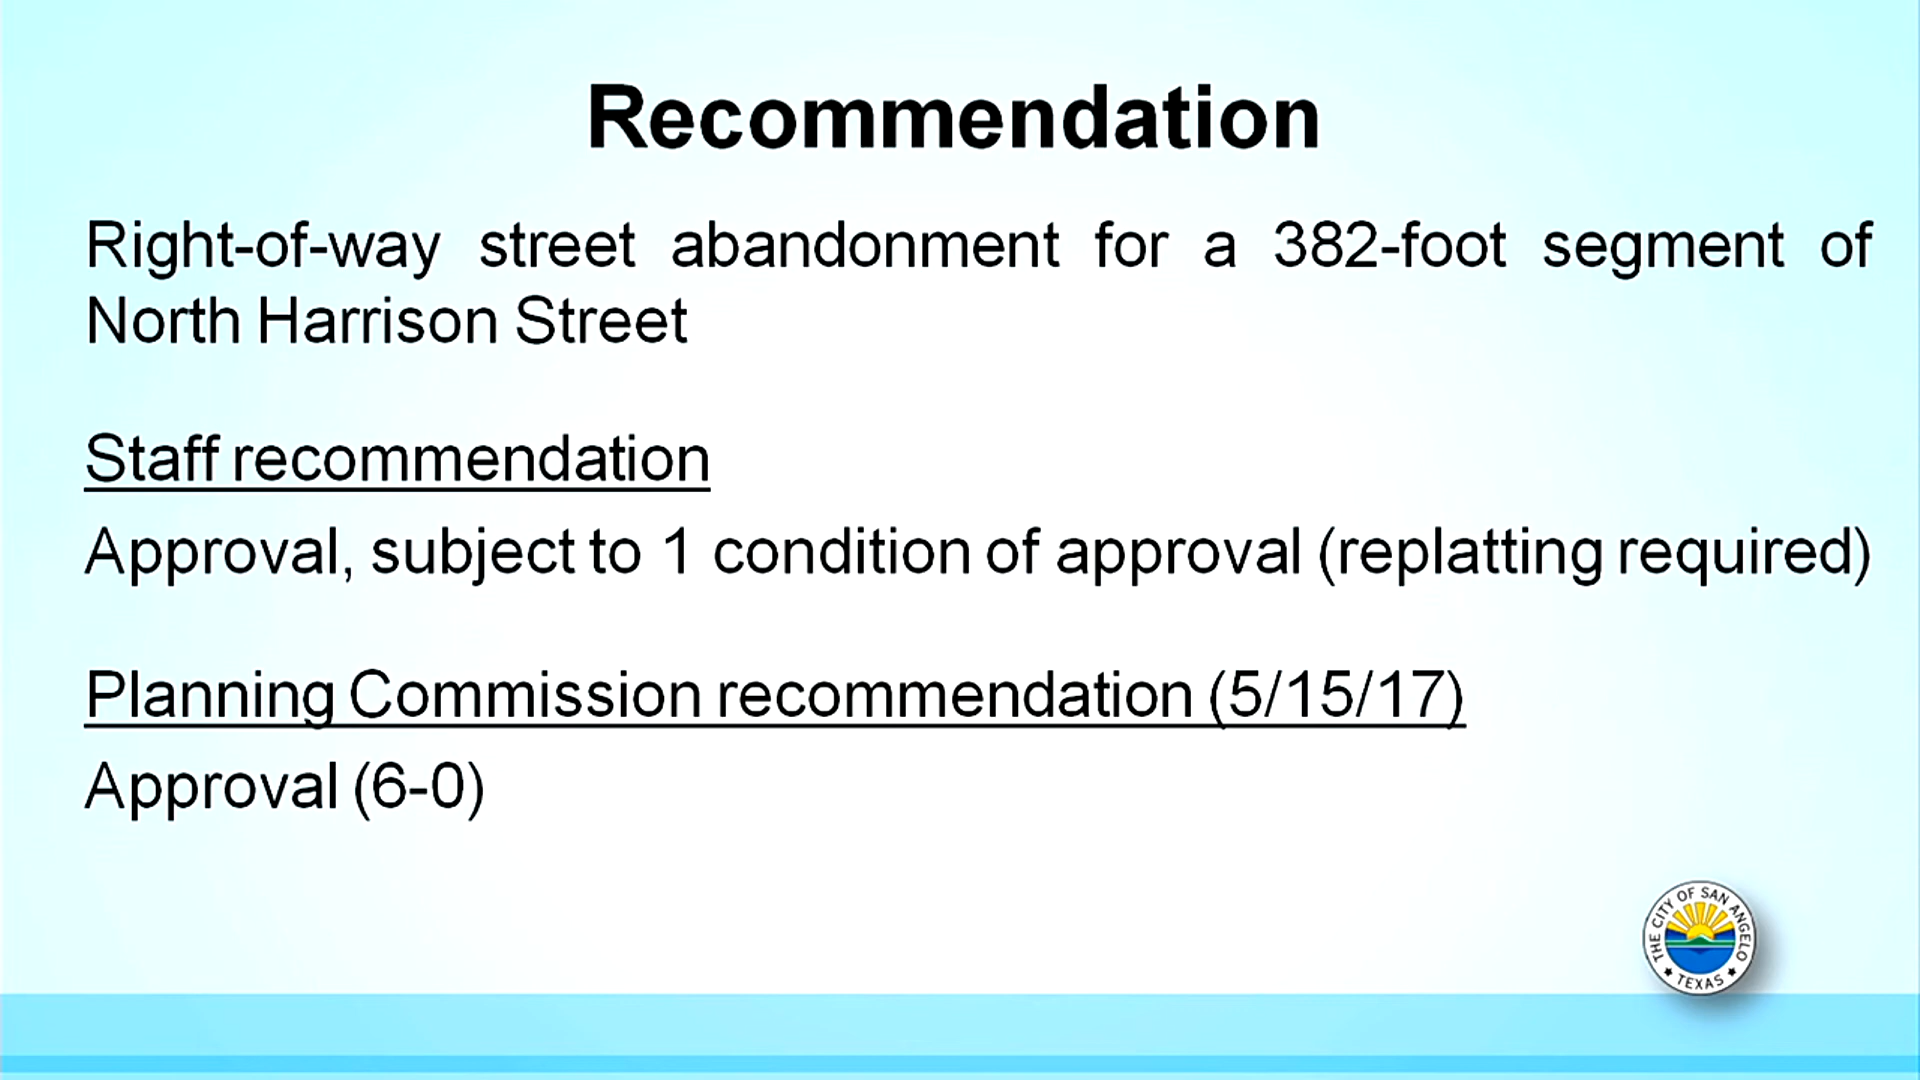 Recommendation
Right-of-way street abandonment for a 382-foot segment of
North Harrison Street
Staff recommendation
Approval, subject to 1 condition of approval (replatting required)
Planning Commission recommendation (5/15/17)
Approval (6-0)
THE CITY OF SAN ANGELO
TEXAS